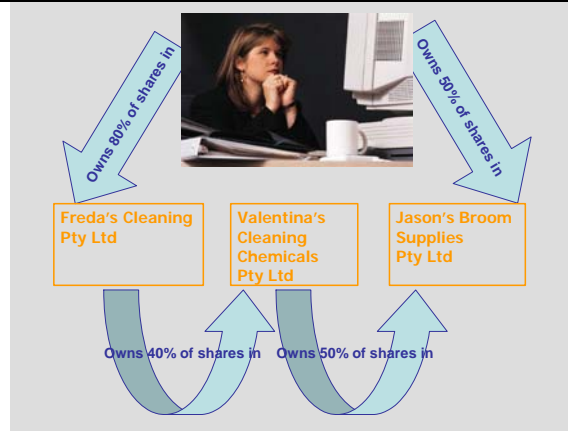 Owns 80% of shares in
Owns 50% of shares in
Freda's Cleaning
Pty Ltd
Valentina's
Cleaning
Chemicals
Pty Ltd
Jason's Broom
Supplies
Pty Ltd
Owns 40% of shares in
Owns 50% of shares in